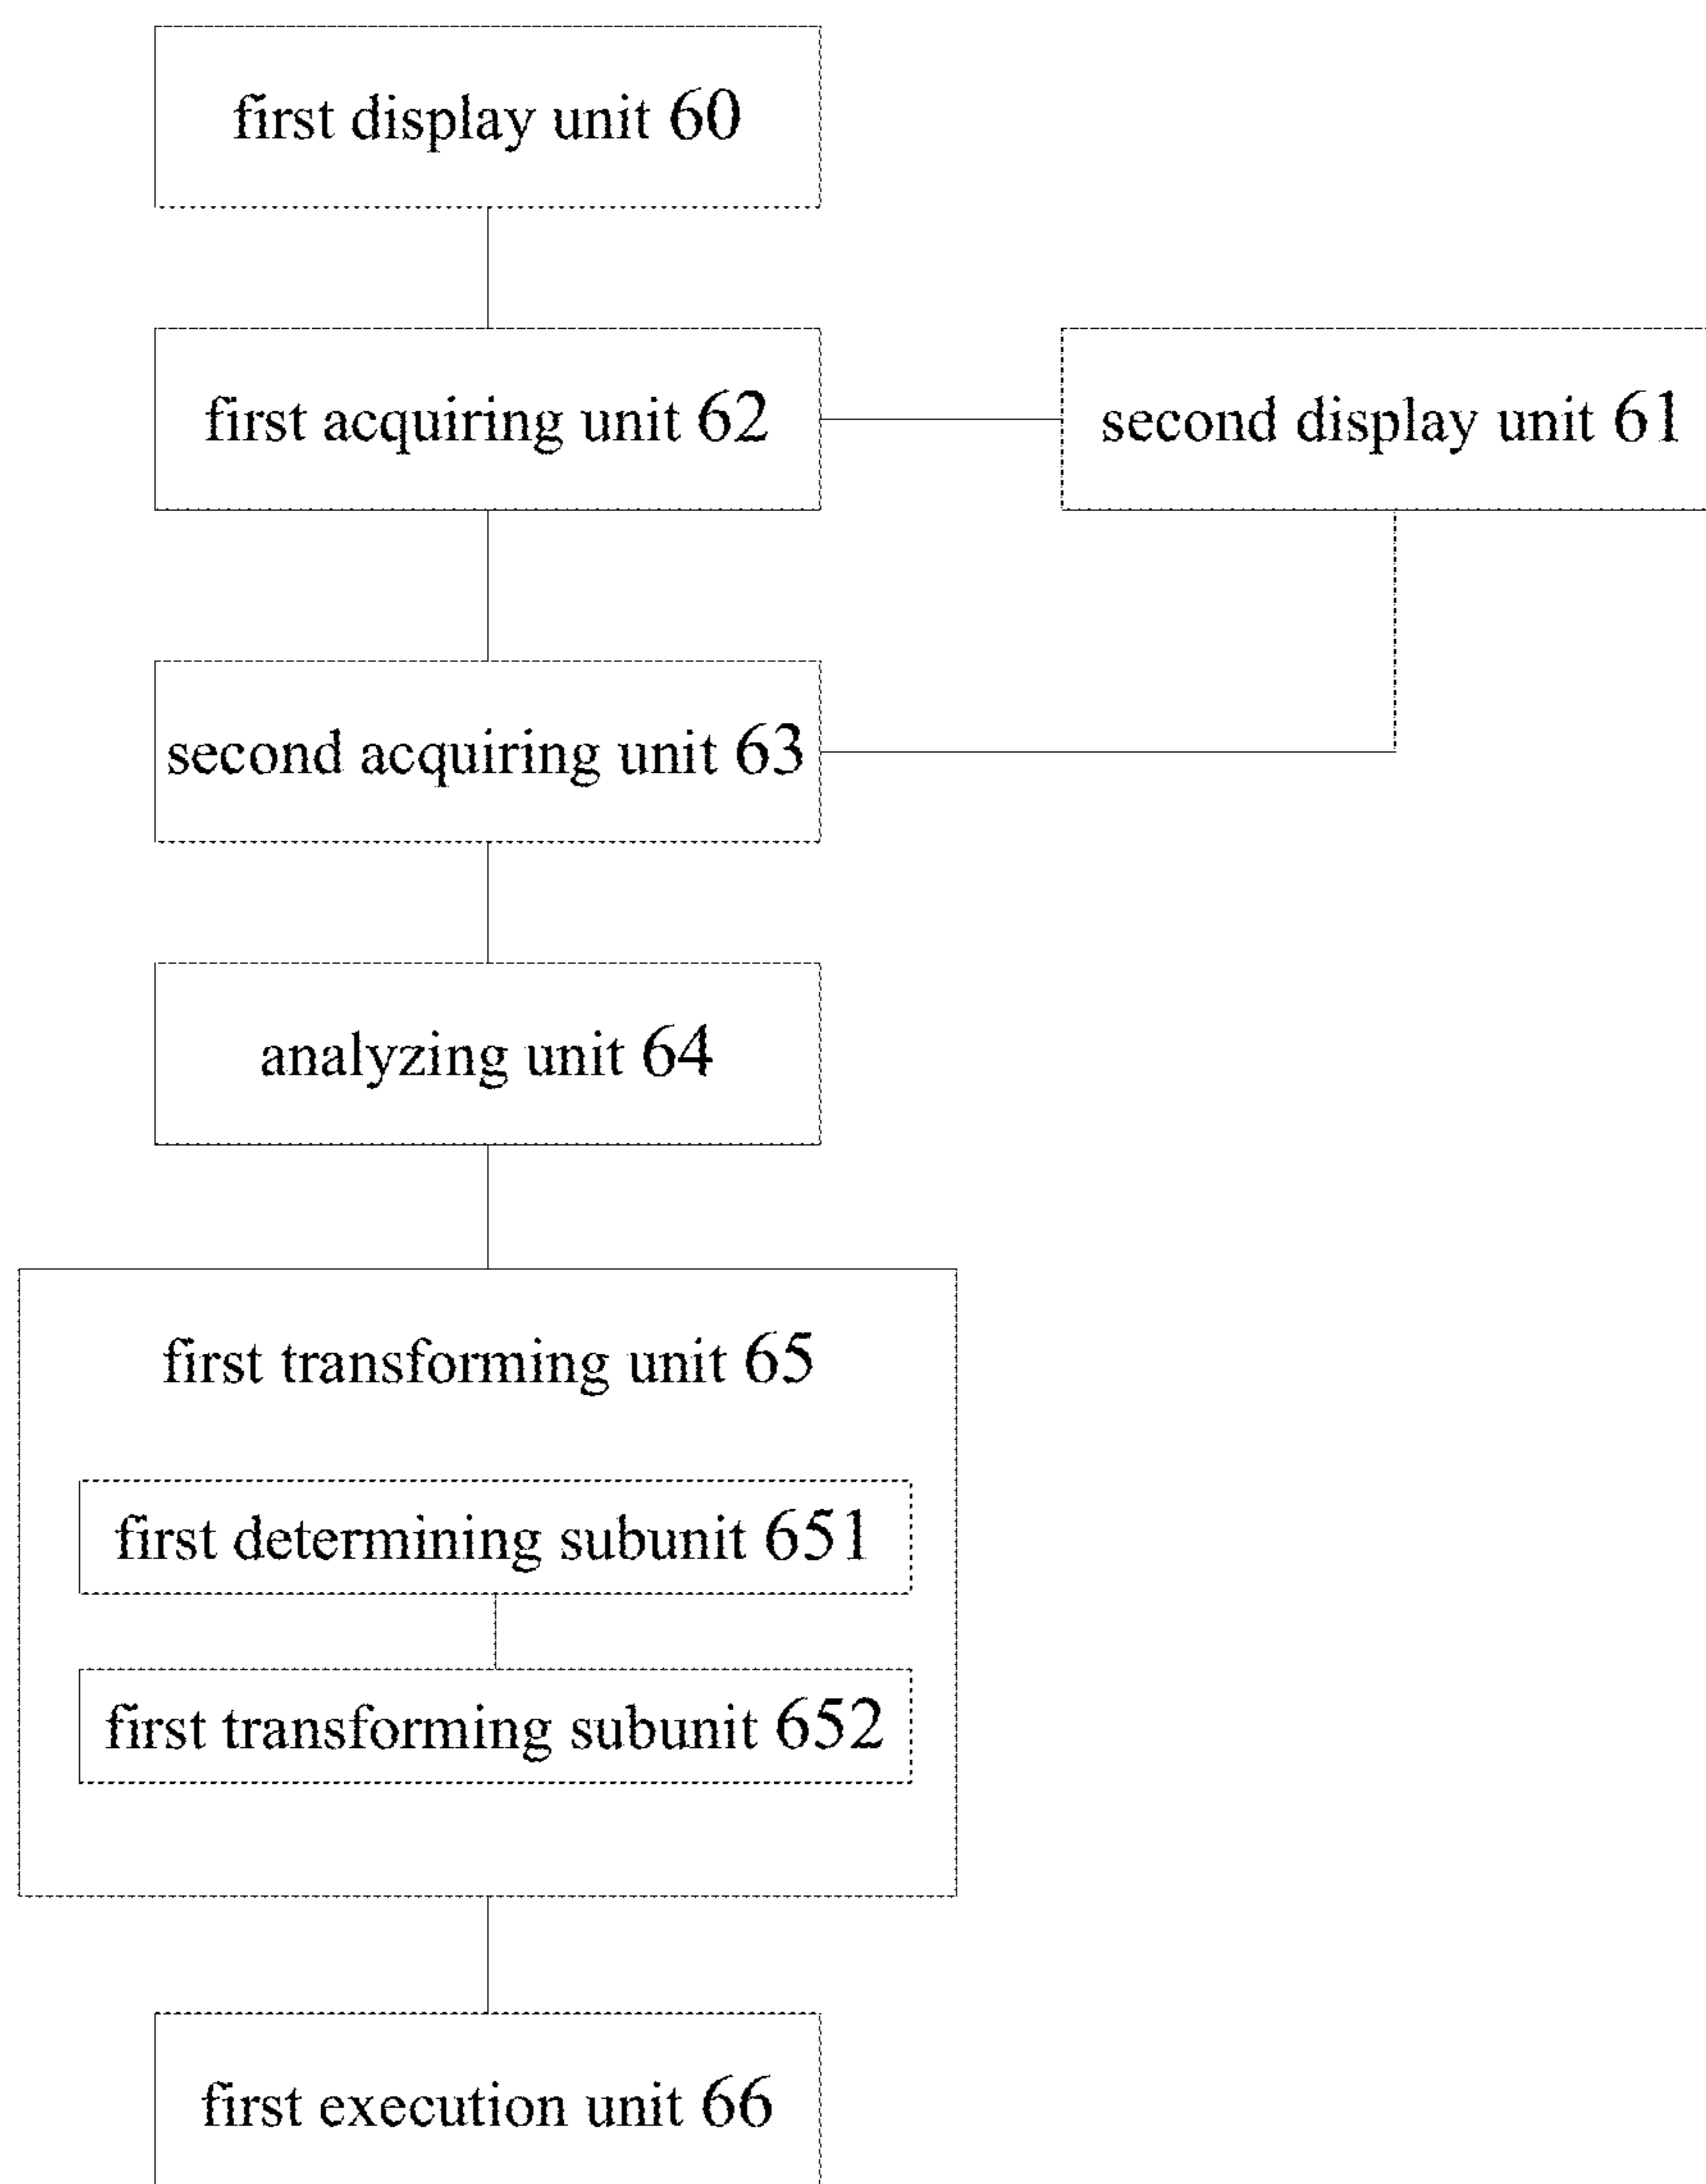 first display unit 60
first acquiring unit 62
second display unit 61
second acquiring unit 63
analyzing unit 64
first transforming unit 65
first determining subunit 651
first transforming subunit 652
first execution unit 66